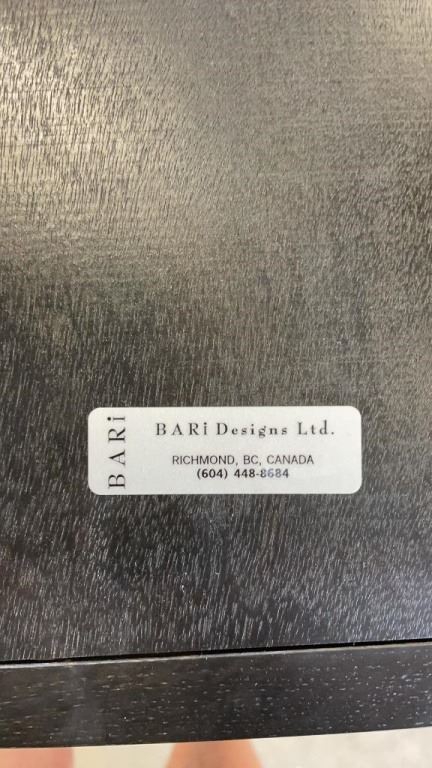 BARi
BARi Designs Ltd.
RICHMOND, BC, CANADA
(604) 448-8684